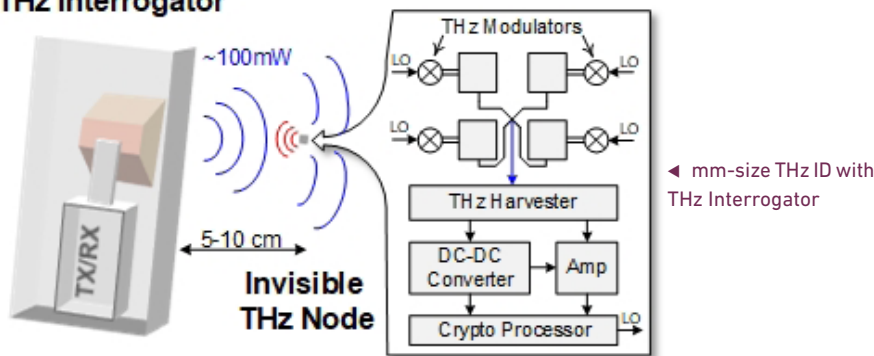 THz Interrogator
~100mW
TX/RX
5-10 cm
Invisible
THz Node
THz Modulators
LO
LO
LO
LO
THz Harvester
DC-DC
Converter
Amp
Crypto Processor
LO
◄ mm-size THz ID with
THz Interrogator